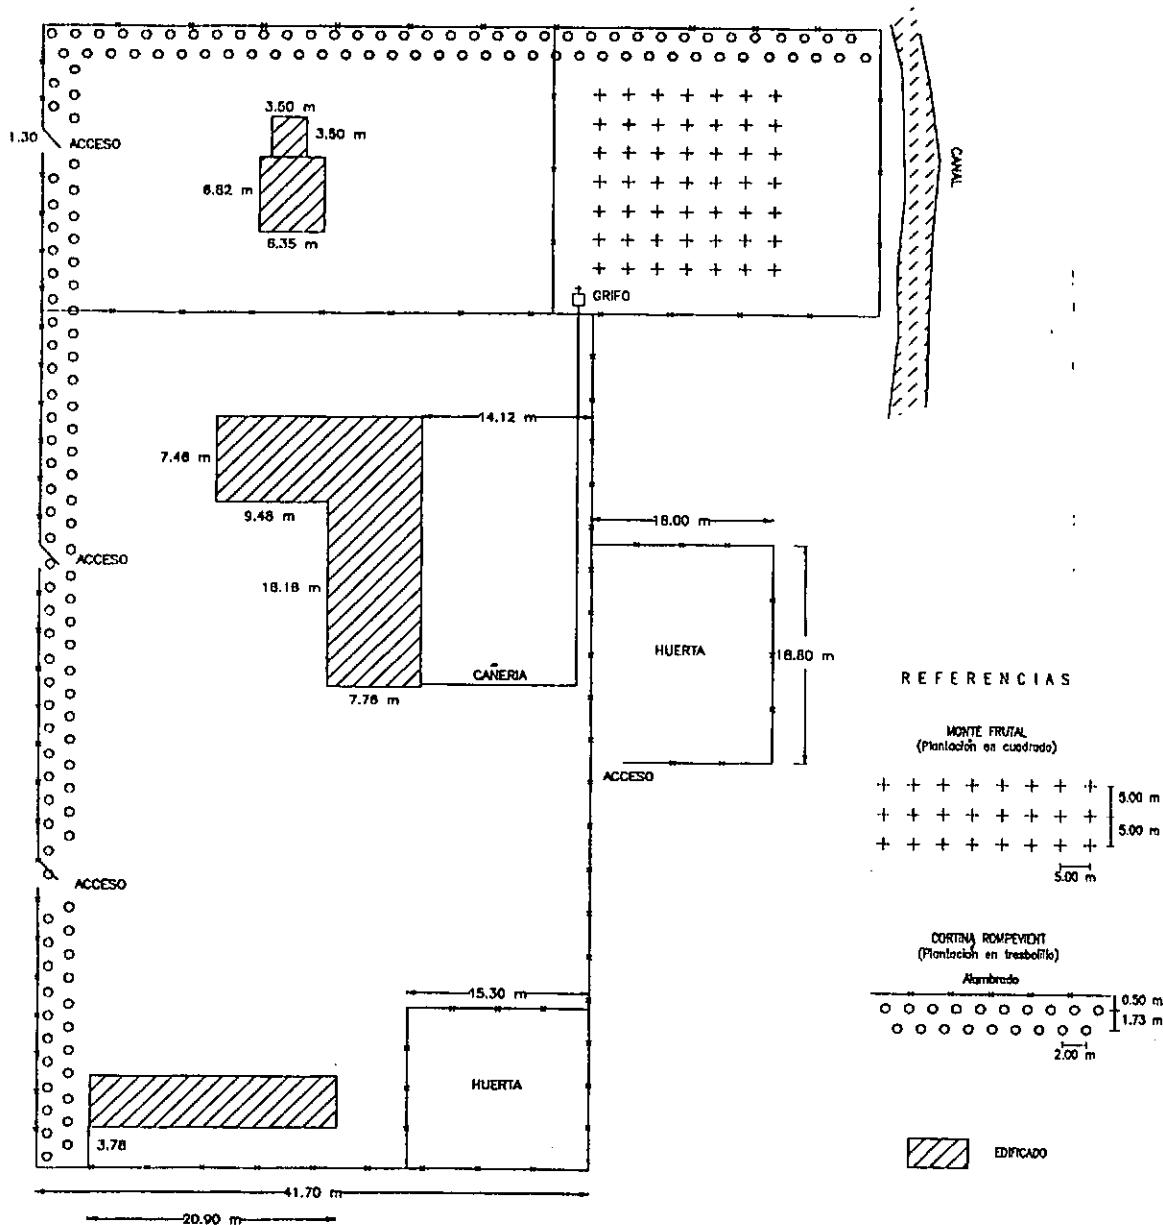 3.50 m
3.50 m
1.30
ACCESO
6.82 m
6.35 m
CANAL
GRIFO
14.12 m
7.46 m
9.48 m
18.00 m
ACCESO
16.16 m
HUERTA
18.80 m
CAÑERIA
7.76 m
REFERENCIAS
ACCESO
MONTE FRUTAL
(Plantación en cuadrado)
5.00 m
5.00 m
5.00 m
ACCESO
CORTINA ROMPEVIENT
(Plantación en tresbolillo)
Alambrado
15.30 m
0.50 m
1.73 m
2.00 m
HUERTA
3.78
EDIFICADO
41.70 m
20.90 m